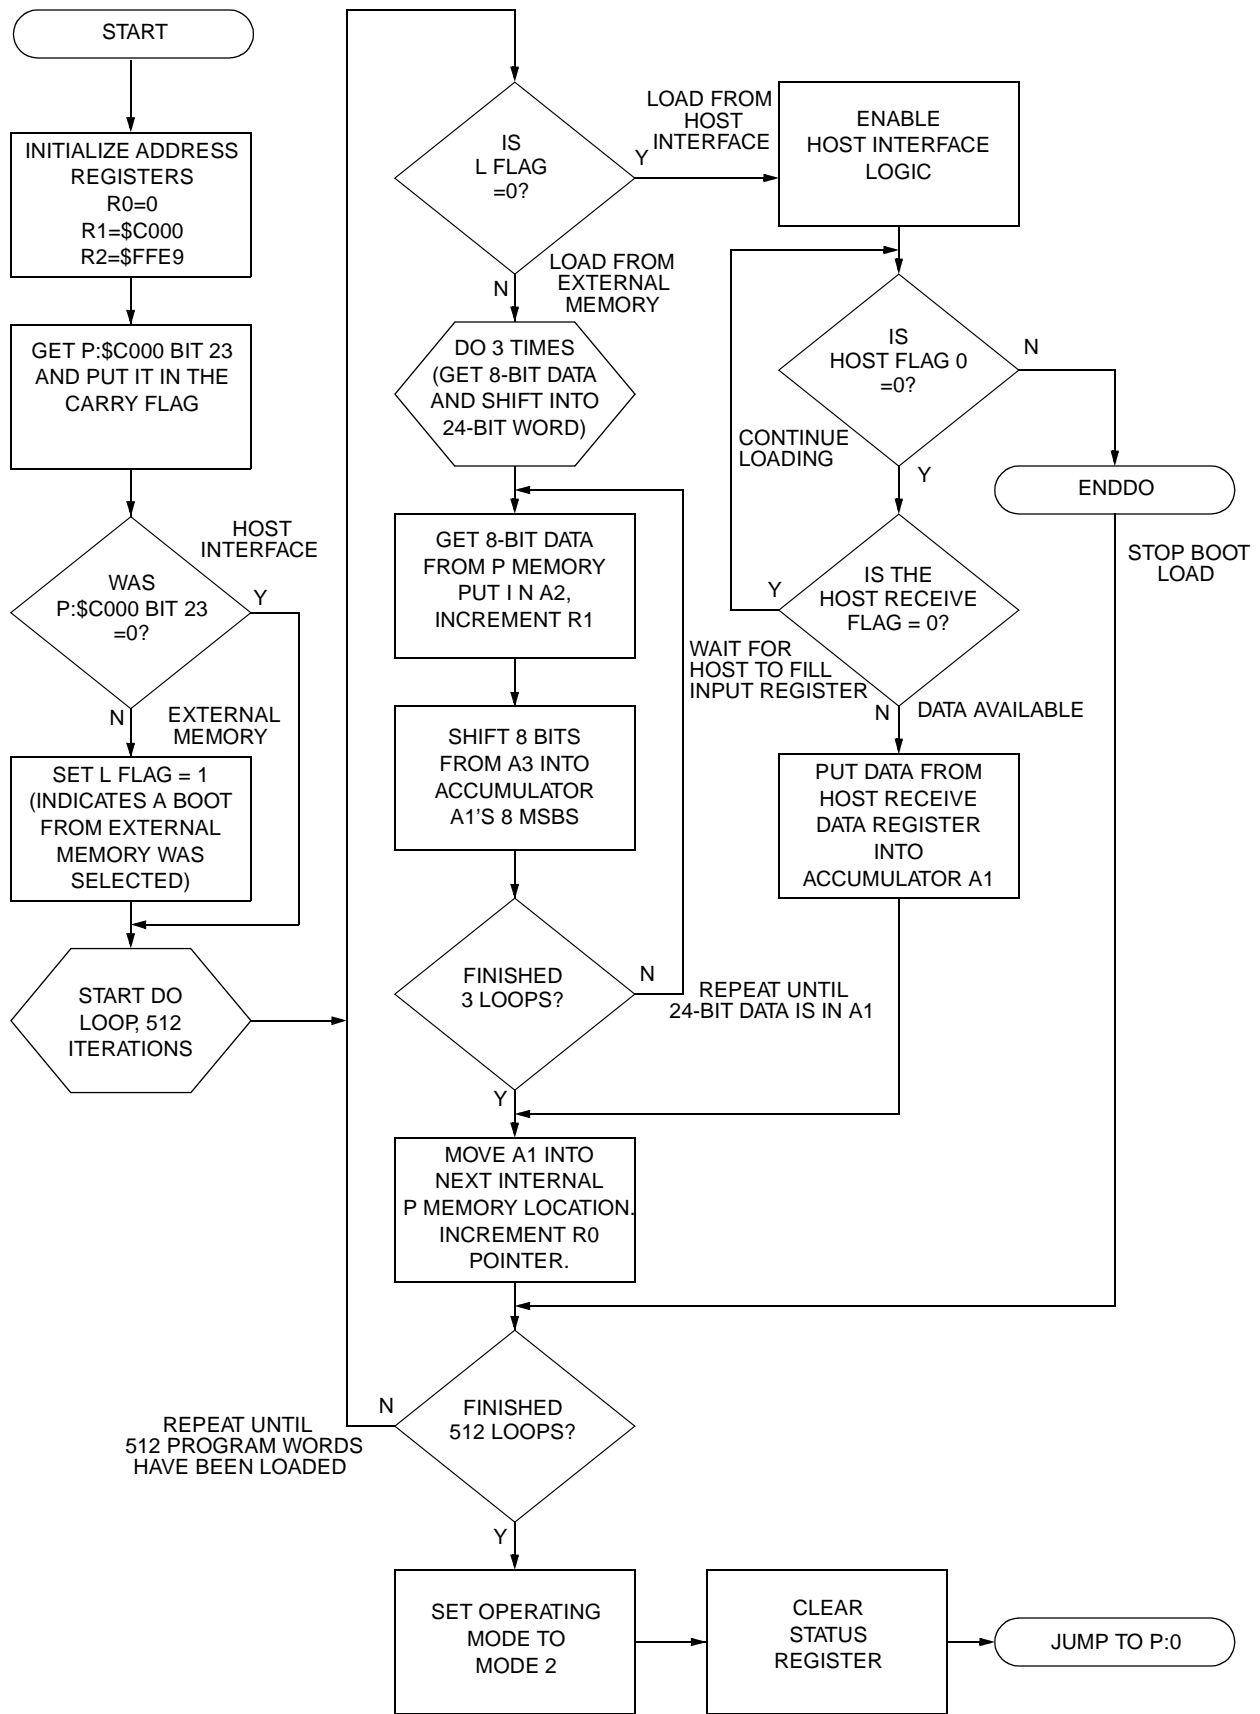 START
INITIALIZE ADDRESS
REGISTERS
R0=0
R1=$C000
R2=$FFE9
GET P:$C000 BIT 23
AND PUT IT IN THE
CARRY FLAG
HOST
INTERFACE
WAS
P:$C000 BIT 23
=0?
Y
N
EXTERNAL
MEMORY
SET L FLAG = 1
(INDICATES A BOOT
FROM EXTERNAL
MEMORY WAS
SELECTED)
START DO
LOOP, 512
ITERATIONS
IS
L FLAG
=0?
Y
LOAD FROM
HOST
INTERFACE
N
LOAD FROM
EXTERNAL
MEMORY
DO 3 TIMES
(GET 8-BIT DATA
AND SHIFT INTO
24-BIT WORD)
GET 8-BIT DATA
FROM P MEMORY
PUT I N A2,
INCREMENT R1
SHIFT 8 BITS
FROM A3 INTO
ACCUMULATOR
A1'S 8 MSBS
FINISHED
3 LOOPS?
N
REPEAT UNTIL
24-BIT DATA IS IN A1
Y
MOVE A1 INTO
NEXT INTERNAL
P MEMORY LOCATION.
INCREMENT R0
POINTER.
ENABLE
HOST INTERFACE
LOGIC
IS
HOST FLAG 0
=0?
N
Y
CONTINUE
LOADING
ENDDO
STOP BOOT
LOAD
IS THE
HOST RECEIVE
FLAG = 0?
Y
WAIT FOR
HOST TO FILL
INPUT REGISTER
N
DATA AVAILABLE
PUT DATA FROM
HOST RECEIVE
DATA REGISTER
INTO
ACCUMULATOR A1
FINISHED
512 LOOPS?
N
REPEAT UNTIL
512 PROGRAM WORDS
HAVE BEEN LOADED
Y
SET OPERATING
MODE TO
MODE 2
CLEAR
STATUS
REGISTER
JUMP TO P:0